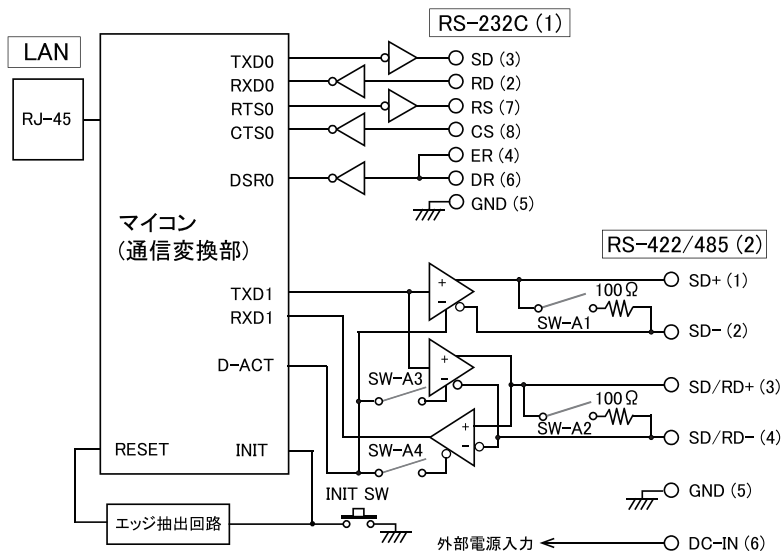 RS-232C (1)
LAN
RJ-45
TXD0
RXD0
RTS0
CTS0
DSR0
SD (3)
RD (2)
RS (7)
CS (8)
ER (4)
DR (6)
GND (5)
マイコン
(通信変換部)
RS-422/485 (2)
TXD1
RXD1
D-ACT
+
−
100Ω
SW-A1
SD+ (1)
SD- (2)
SW-A3
+
−
SW-A4
+
−
100Ω
SW-A2
SD/RD+ (3)
SD/RD- (4)
RESET
INIT
INIT SW
エッジ抽出回路
GND (5)
外部電源入力
DC-IN (6)